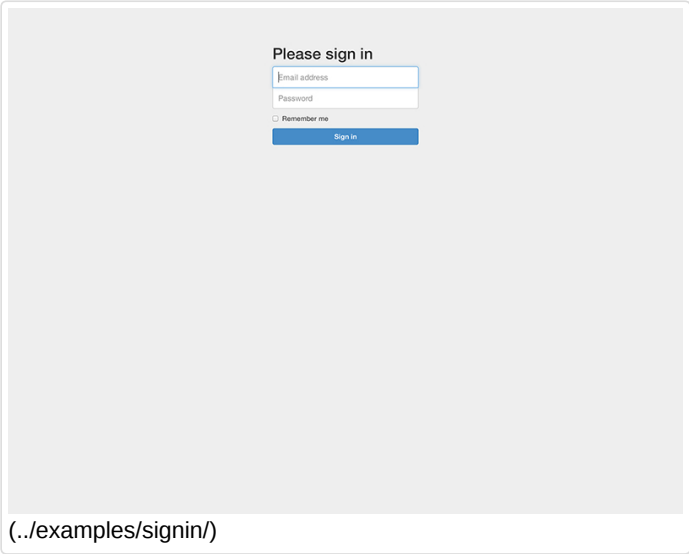 Please sign in
Email address
Password
Remember me
Sign in
(../examples/signin/)